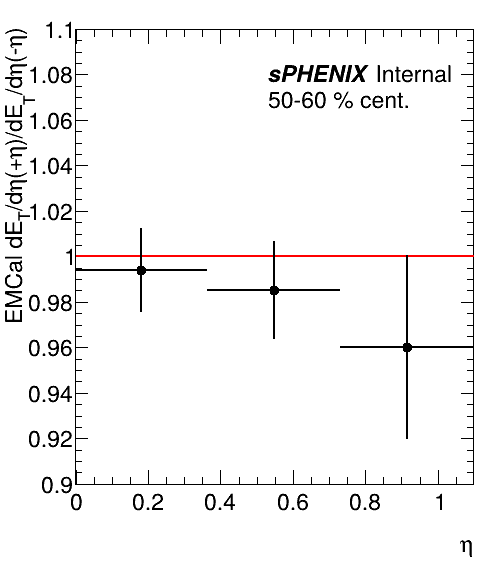 EMCal dE_T/dη(+η)/dE_T/dη(-η)
sPHENIX Internal
50-60 % cent.
1.1
1.08
1.06
1.04
1.02
1
0.98
0.96
0.94
0.92
0.9
0 0.2 0.4 0.6 0.8 1
η